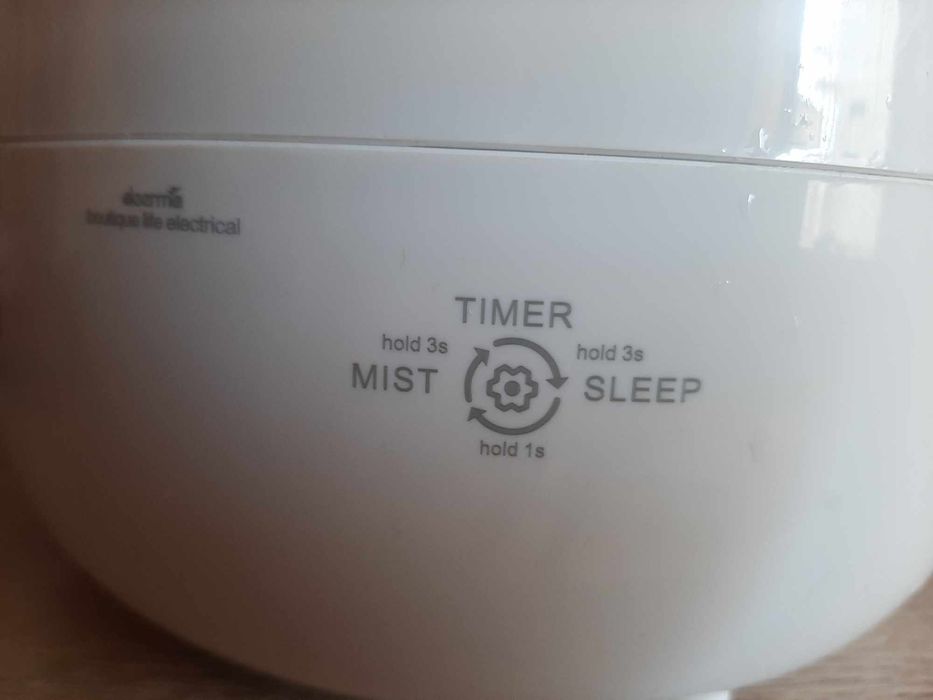 deerma
boutique life electrical
TIMER
hold 3s
hold 3s
MIST
SLEEP
hold 1s